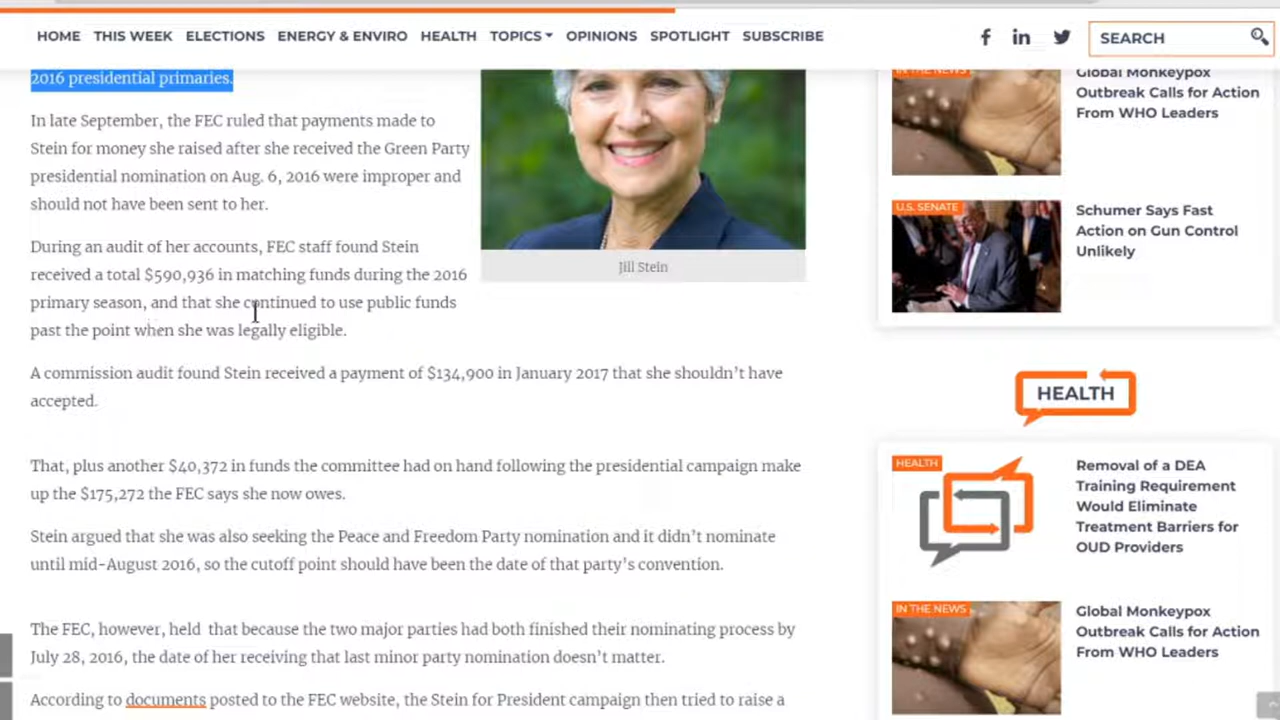 HOME THIS WEEK ELECTIONS ENERGY & ENVIRO HEALTH TOPICS OPINIONS SPOTLIGHT SUBSCRIBE
SEARCH
2016 presidential primaries.
In late September, the FEC ruled that payments made to
Stein for money she raised after she received the Green Party
presidential nomination on Aug. 6, 2016 were improper and
should not have been sent to her.
During an audit of her accounts, FEC staff found Stein
received a total $590,936 in matching funds during the 2016
primary season, and that she continued to use public funds
past the point when she was legally eligible.
Jill Stein
A commission audit found Stein received a payment of $134,900 in January 2017 that she shouldn't have
accepted.
That, plus another $40,372 in funds the committee had on hand following the presidential campaign make
up the $175,272 the FEC says she now owes.
Stein argued that she was also seeking the Peace and Freedom Party nomination and it didn't nominate
until mid-August 2016, so the cutoff point should have been the date of that party's convention.
The FEC, however, held that because the two major parties had both finished their nominating process by
July 28, 2016, the date of her receiving that last minor party nomination doesn't matter.
According to documents posted to the FEC website, the Stein for President campaign then tried to raise a
IN THE NEWS
Global Monkeypox
Outbreak Calls for Action
From WHO Leaders
U.S. SENATE
Schumer Says Fast
Action on Gun Control
Unlikely
HEALTH
HEALTH
Removal of a DEA
Training Requirement
Would Eliminate
Treatment Barriers for
OUD Providers
IN THE NEWS
Global Monkeypox
Outbreak Calls for Action
From WHO Leaders